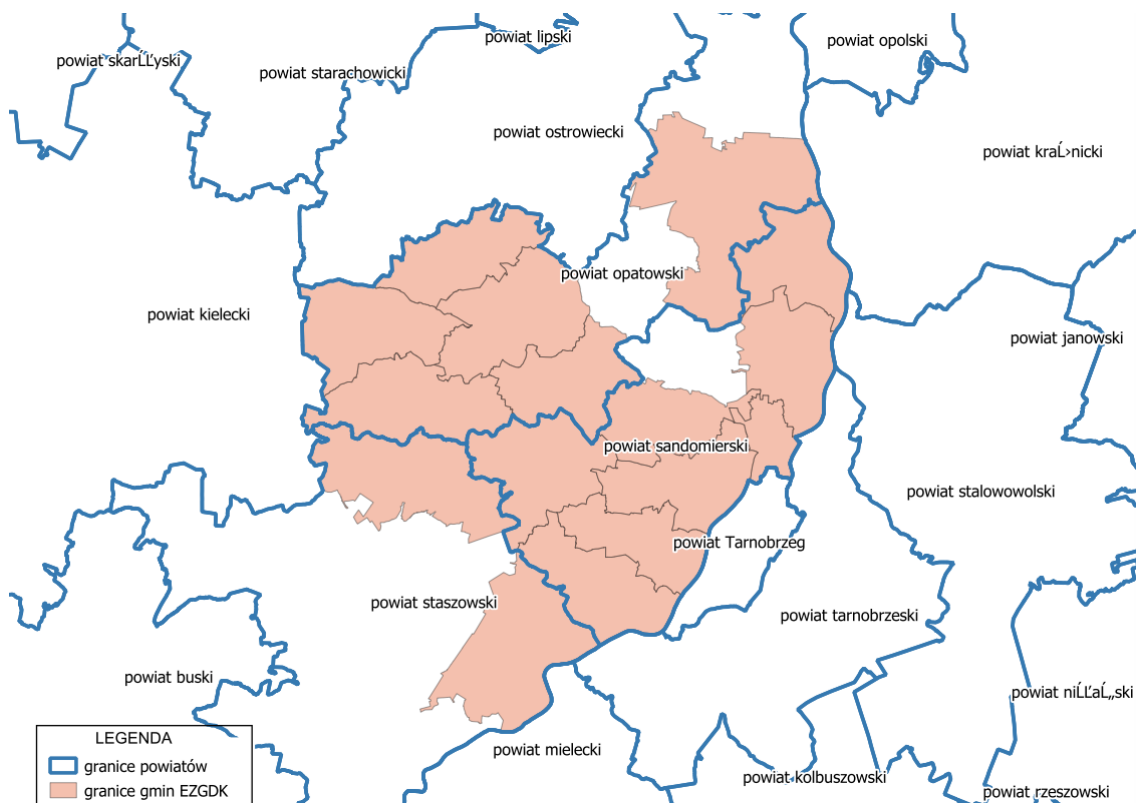 powiat lipski
powiat opolski
powiat skarĹĽyski
powiat starachowicki
powiat ostrowiecki
powiat kraĹ›nicki
powiat opatowski
powiat kielecki
powiat janowski
powiat sandomierski
powiat stalowowolski
powiat Tarnobrzeg
powiat staszowski
powiat tarnobrzeski
powiat buski
powiat niĹĽaĹ„ski
powiat mielecki
powiat kolbuszowski
powiat rzeszowski
LEGENDA
granice powiatów
granice gmin EZGDK